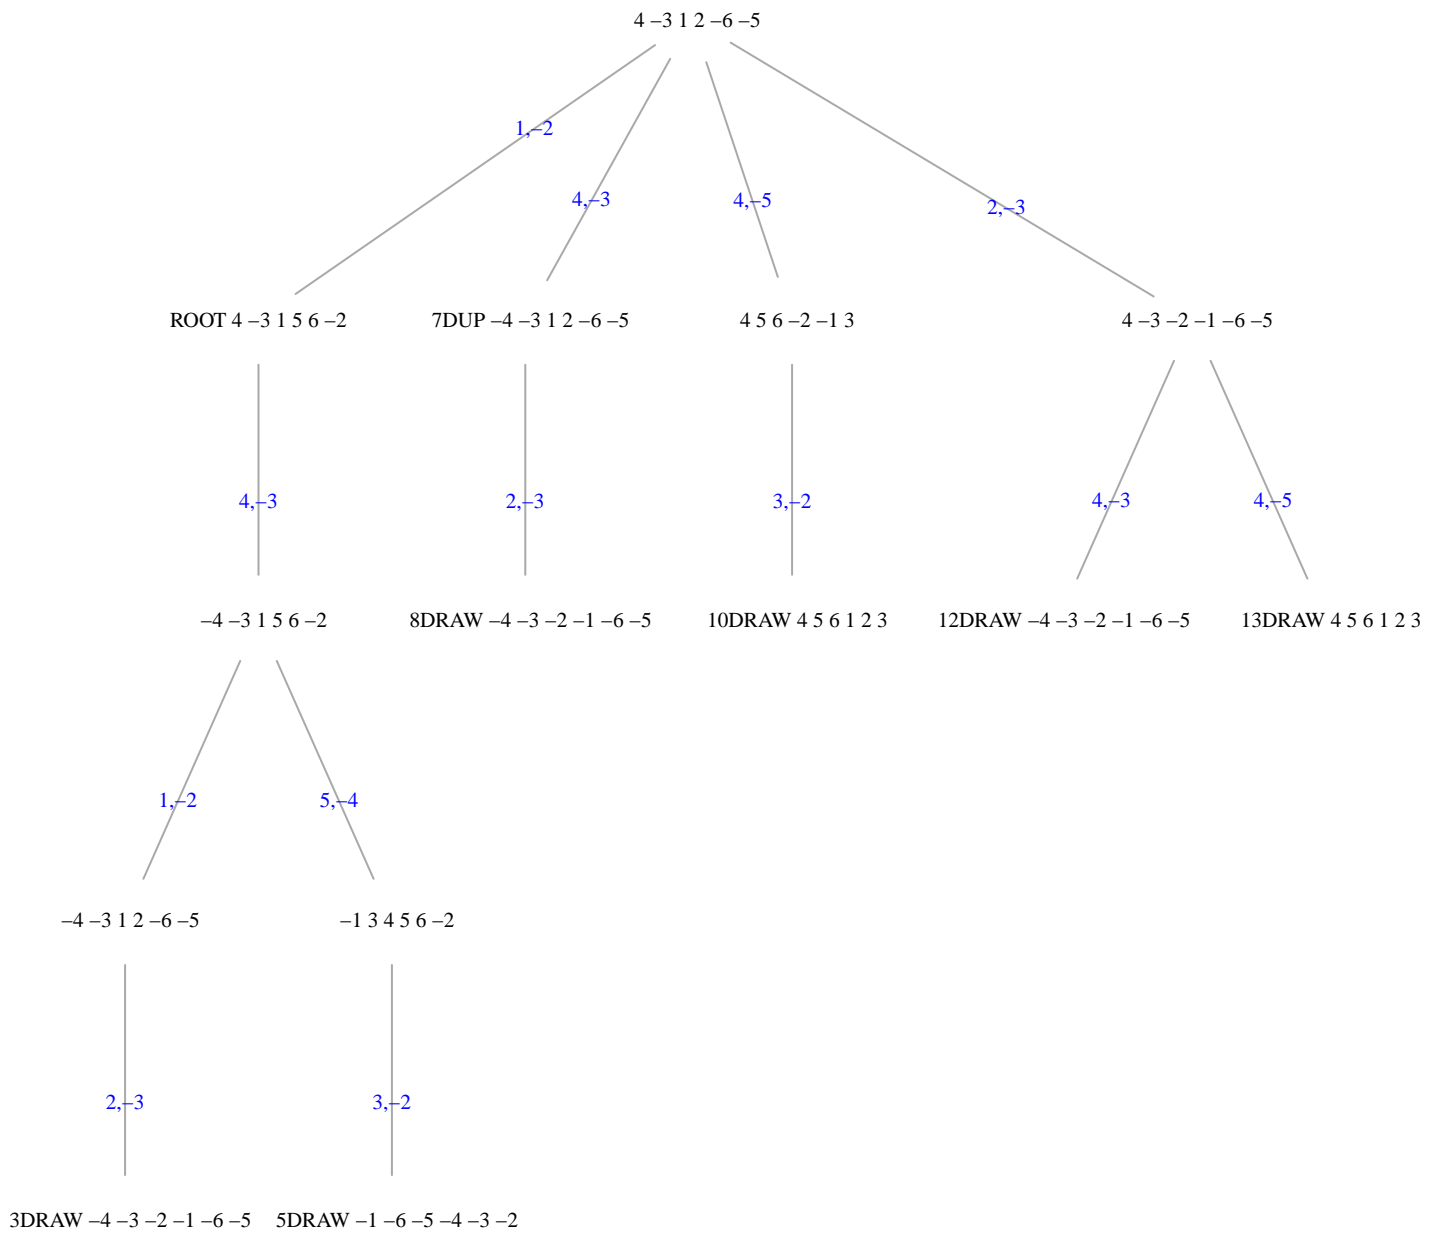 4 –3 1 2 –6 –5
1,–2
4,–3
4,–5
2,–3
ROOT 4 –3 1 5 6 –2
7DUP –4 –3 1 2 –6 –5
4 5 6 –2 –1 3
4 –3 –2 –1 –6 –5
4,–3
2,–3
3,–2
4,–3
4,–5
–4 –3 1 5 6 –2
8DRAW –4 –3 –2 –1 –6 –5
10DRAW 4 5 6 1 2 3
12DRAW –4 –3 –2 –1 –6 –5
13DRAW 4 5 6 1 2 3
1,–2
5,–4
–4 –3 1 2 –6 –5
–1 3 4 5 6 –2
2,–3
3,–2
3DRAW –4 –3 –2 –1 –6 –5
5DRAW –1 –6 –5 –4 –3 –2